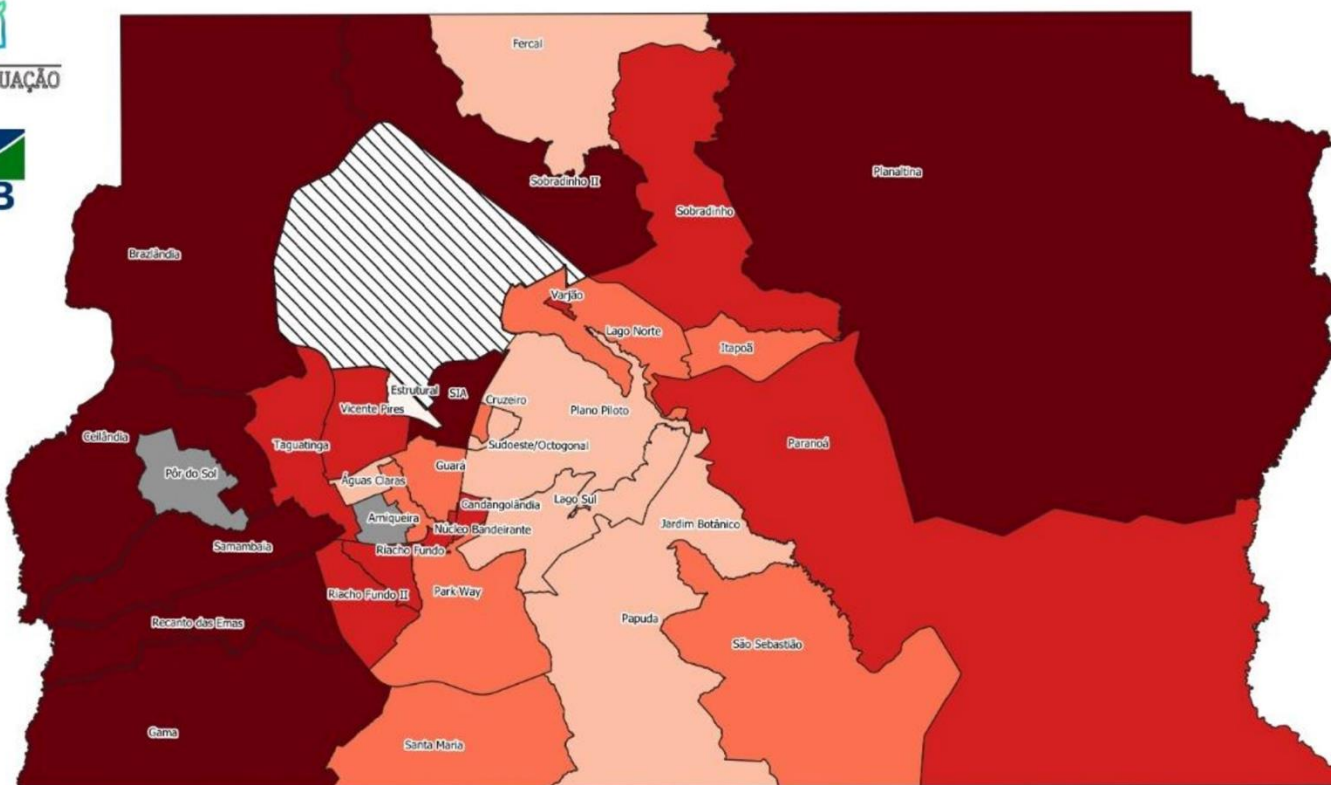 UAÇÃO
B
Fercal
Planaltina
Sobradinho II
Sobradinho
Brazlândia
Varjão
Lago Norte
Itapoã
Estrutural
SIA
Cruzeiro
Vicente Pires
Plano Piloto
Ceilândia
Taguatinga
Sudoeste/Octogonal
Paranoá
Guará
Pôr do Sol
Águas Claras
Lago Sul
Candangolândia
Arniqueira
Jardim Botânico
Núcleo Bandeirante
Samambaia
Riacho Fundo
Riacho Fundo II
Park Way
Recanto das Emas
Papuda
São Sebastião
Gama
Santa Maria